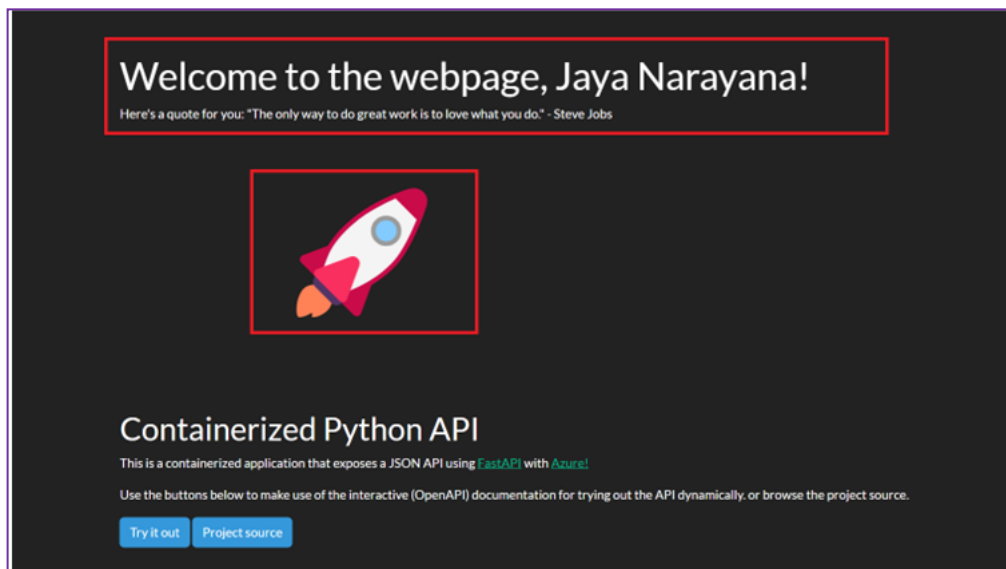 Welcome to the webpage, Jaya Narayana!
Here's a quote for you: "The only way to do great work is to love what you do." - Steve Jobs
Containerized Python API
This is a containerized application that exposes a JSON API using FastAPI with Azure!
Use the buttons below to make use of the interactive (OpenAPI) documentation for trying out the API dynamically. or browse the project source.
Try it out Project source